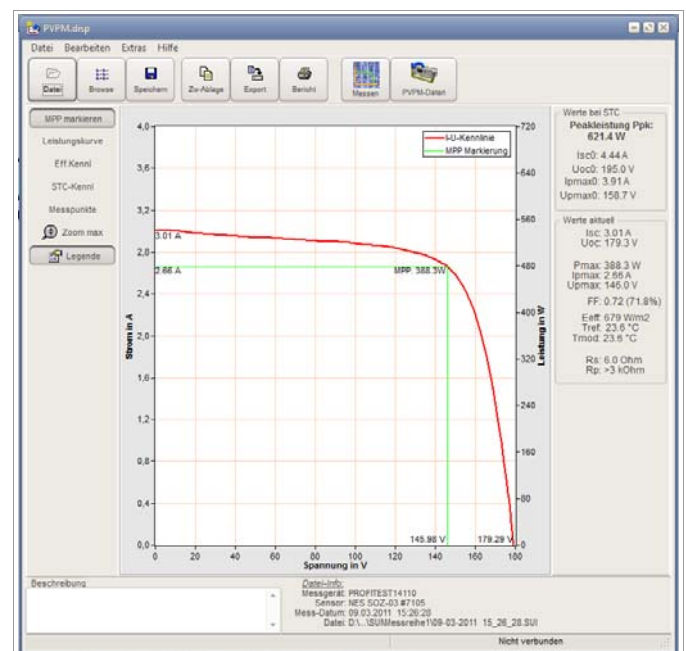 PVPM.disp
Datei Bearbeiten Extras Hilfe
Datei Browse Speichern Zw-Ablage Export Bericht Messen PVPM-Daten
MPP markieren
Leistungskurve
Eff.Kennl
STC-Kennl
Messpunkte
Zoom max
Legende
I-U-Kennlinie
MPP Markierung
4,0
3,6
3,2
2,8
2,4
2,0
1,6
1,2
0,8
0,4
0,0
Strom in A
3.01 A
2.66 A
MPP: 388.3W
145.98 V
179.29 V
0 20 40 60 80 100 120 140 160 180
Spannung in V
720
640
560
480
400
320
240
160
80
0
Leistung in W
Werte bei STC
Peakleistung Ppk:
621.4 W
Isc0: 4.44 A
Uoc0: 195.0 V
Ipmax0: 3.91 A
Upmax0: 158.7 V
Werte aktuell
Isc: 3.01 A
Uoc: 179.3 V
Pmax: 388.3 W
Ipmax: 2.66 A
Upmax: 146.0 V
FF: 0.72 (71.8%)
Eeff: 679 W/m2
Tref: 23.6 °C
Tmod: 23.6 °C
Rs: 6.0 Ohm
Rp: >3 kOhm
Beschreibung
Datei-Info:
Messgerät: PROFITEST14110
Sensor: NES SOZ-03 #7105
Mess-Datum: 09.03.2011 15:26:28
Datei: D:\..\SUI\Messreihe1\09-03-2011 15_26_28.SUI
Nicht verbunden